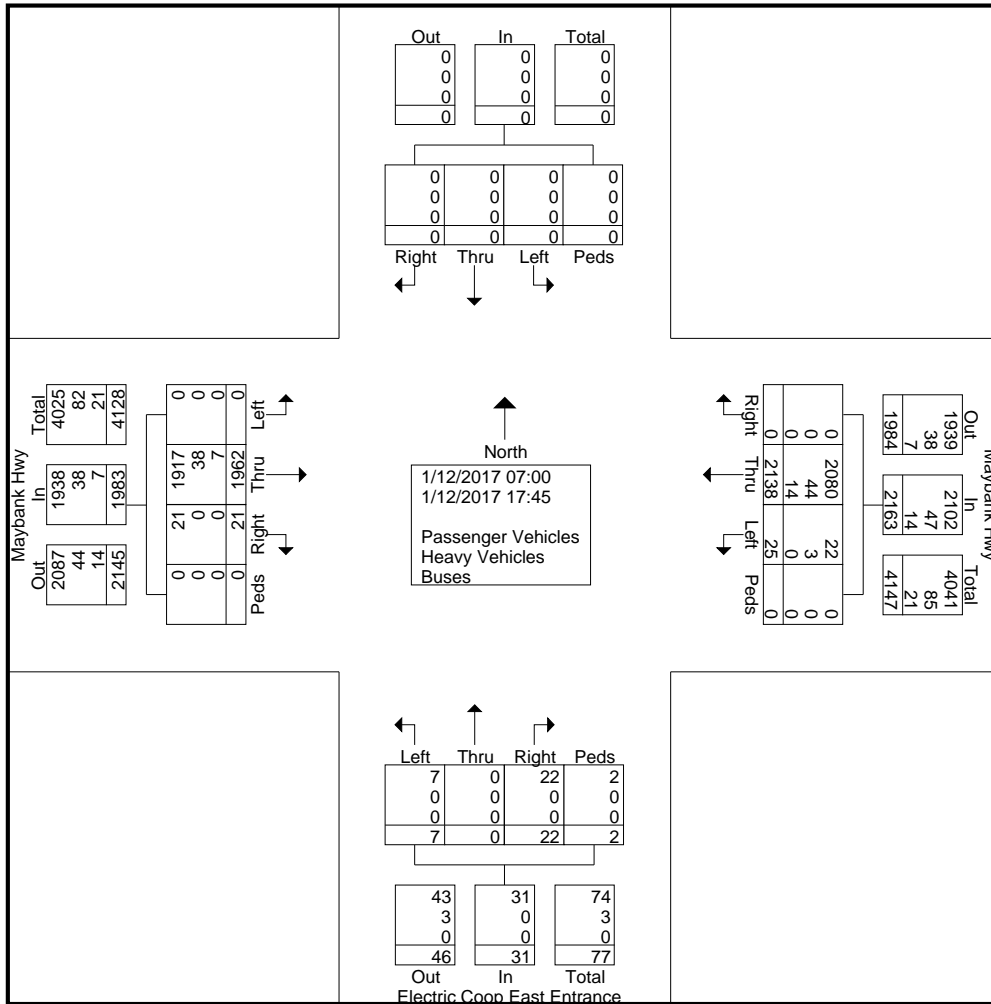 Out In Total
0 0 0
0 0 0
0 0 0
0 0 0
0 0 0 0
0 0 0 0
0 0 0 0
0 0 0 0
Right Thru Left Peds
Maybank Hwy
Total
4025
82
21
4128
In
1938
38
7
1983
Out
2087
44
14
2145
0
0
0
0
Left
1917
38
7
1962
Thru
21
0
0
21
Right
0
0
0
0
Peds
North
1/12/2017 07:00
1/12/2017 17:45
Passenger Vehicles
Heavy Vehicles
Buses
Right
0
0
0
0
Thru
2080
44
14
2138
Left
22
3
0
25
Peds
0
0
0
0
Maybank Hwy
Out
1939
38
7
1984
In
2102
47
14
2163
Total
4041
85
21
4147
Left Thru Right Peds
7 0 22 2
0 0 0 0
0 0 0 0
7 0 22 2
43 31 74
3 0 3
0 0 0
46 31 77
Out In Total
Electric Coop East Entrance